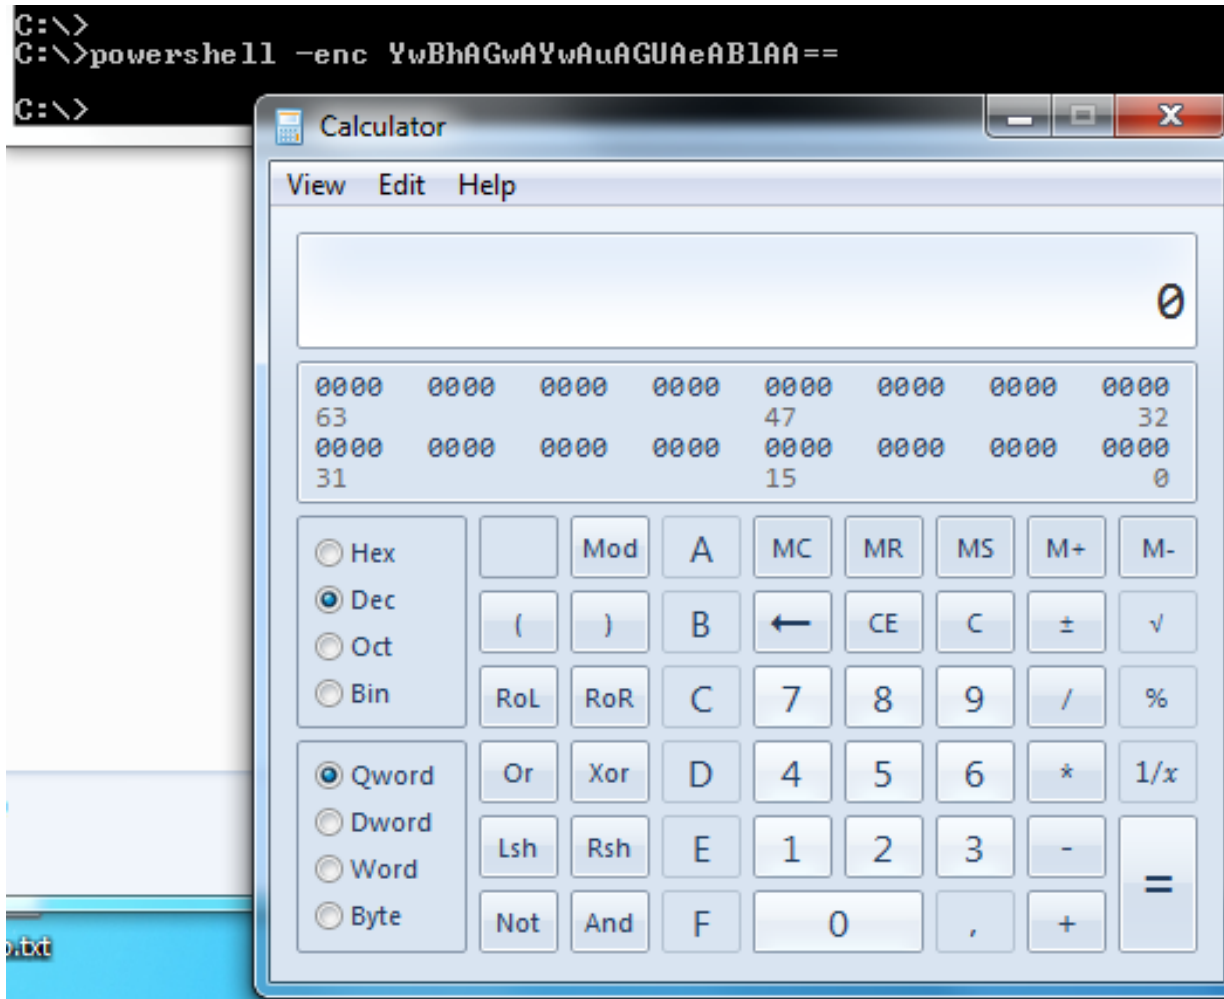 C:\>
C:\>powershell -enc YwBhAGwAYwAuAGUAeABlAA==
C:\>
Calculator
View Edit Help
0
0000 0000 0000 0000 0000 0000 0000 0000
63 47 32
0000 0000 0000 0000 0000 0000 0000 0000
31 15 0
Hex Mod A MC MR MS M+ M-
Dec ( ) B ← CE C ± √
Oct
Bin RoL RoR C 7 8 9 / %
Qword Or Xor D 4 5 6 * 1/x
Dword
Word Lsh Rsh E 1 2 3 - =
Byte Not And F 0 , +
.txt